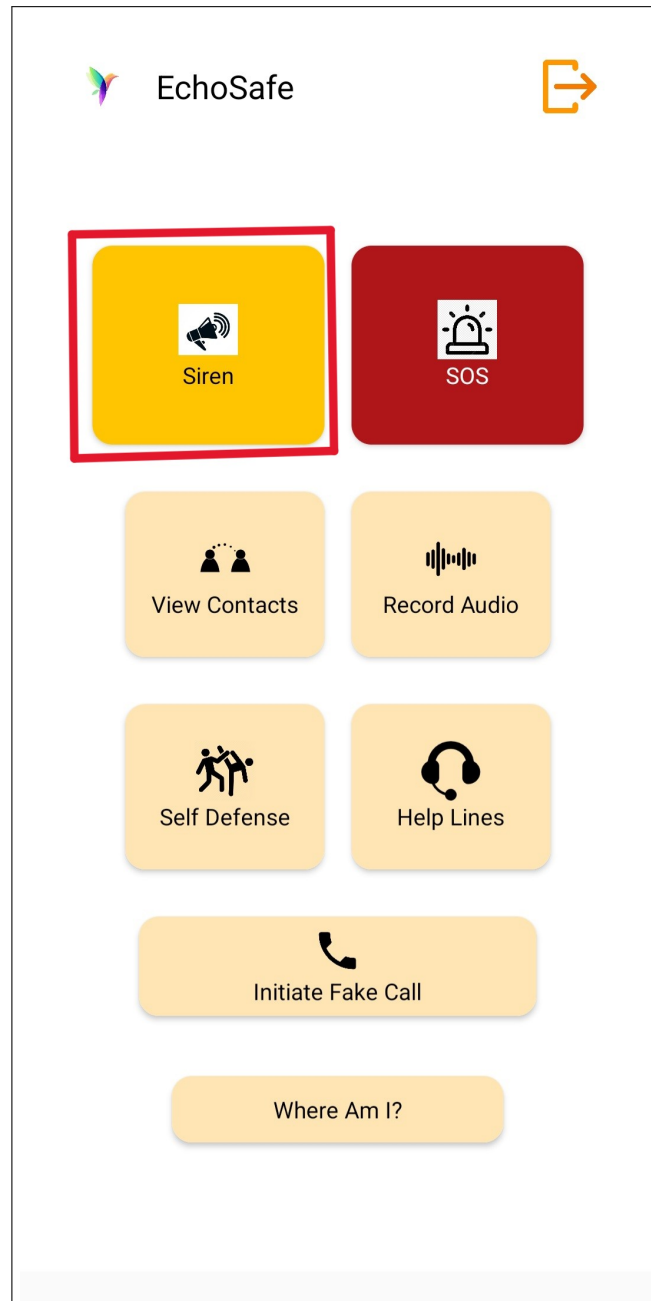 EchoSafe
Siren
SOS
View Contacts
Record Audio
Self Defense
Help Lines
Initiate Fake Call
Where Am I?